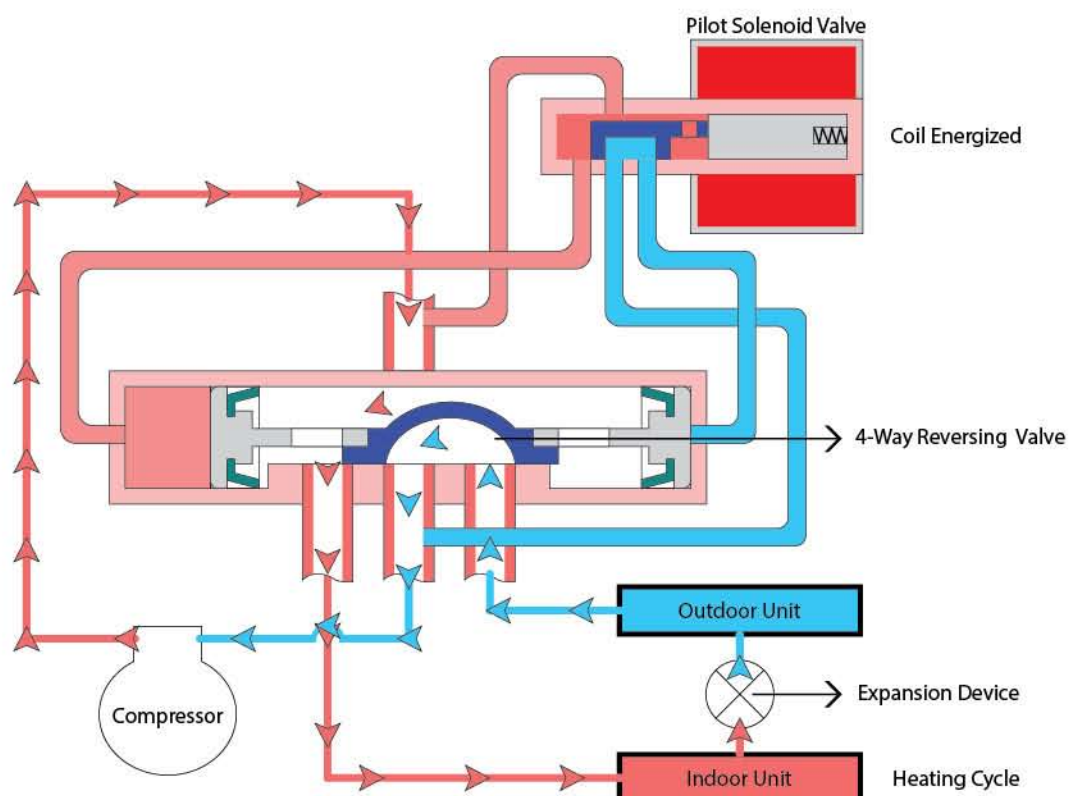 Pilot Solenoid Valve
Coil Energized
4-Way Reversing Valve
Outdoor Unit
Expansion Device
Compressor
Indoor Unit
Heating Cycle